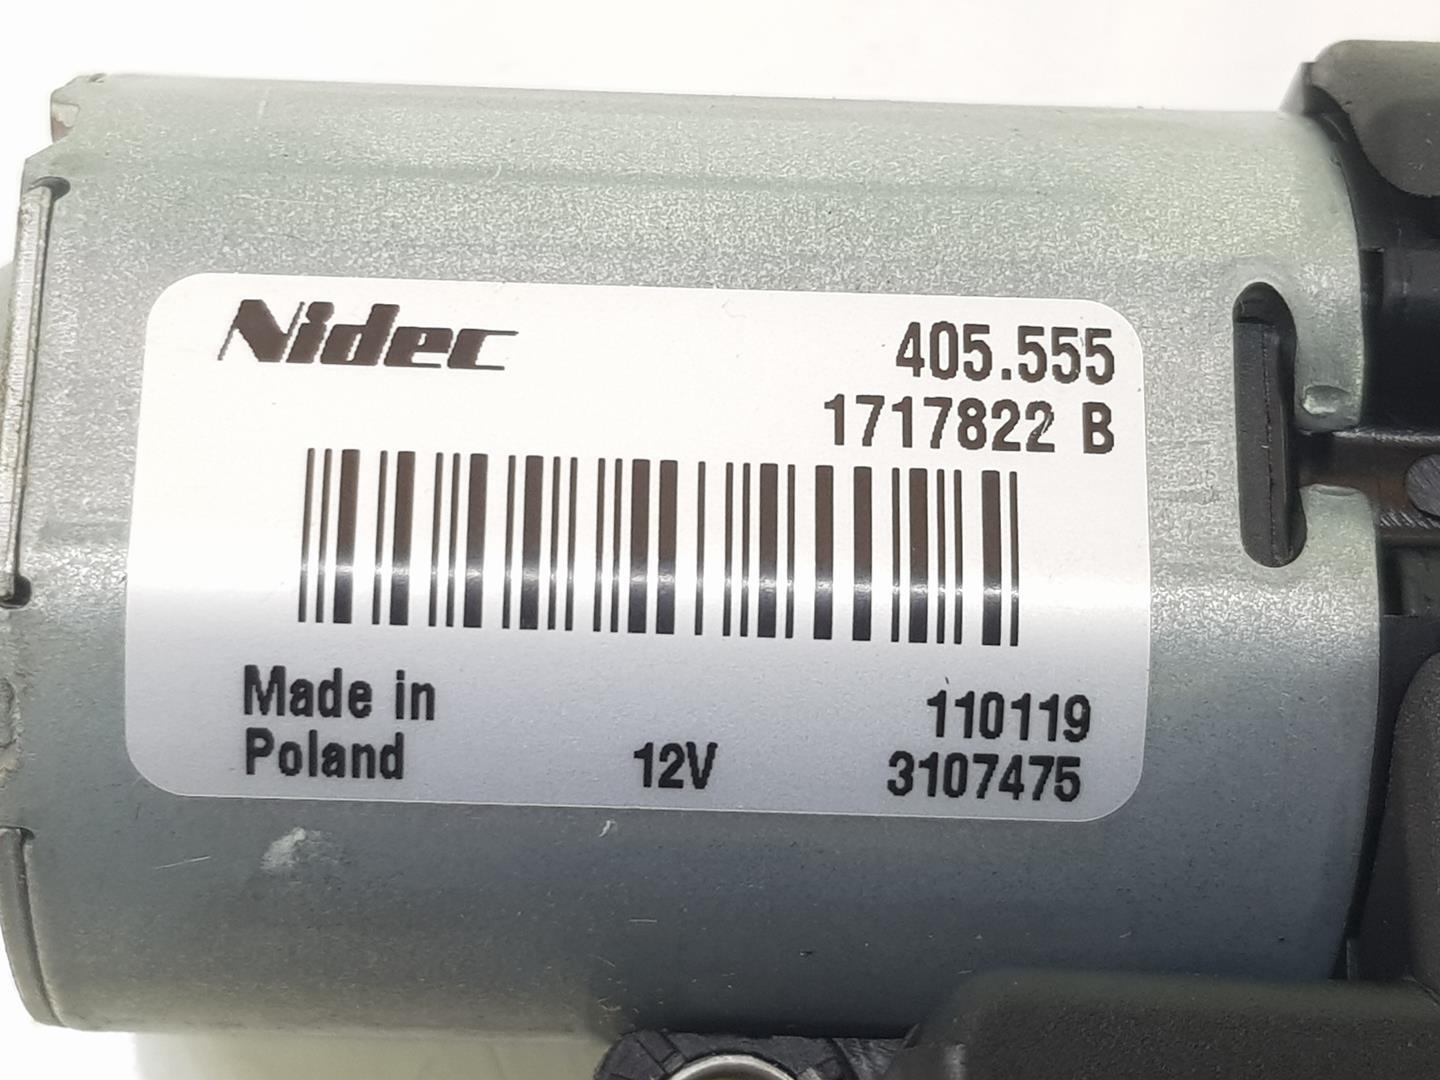 Nidec
405.555
1717822 B
Made in
Poland
12V
110119
3107475